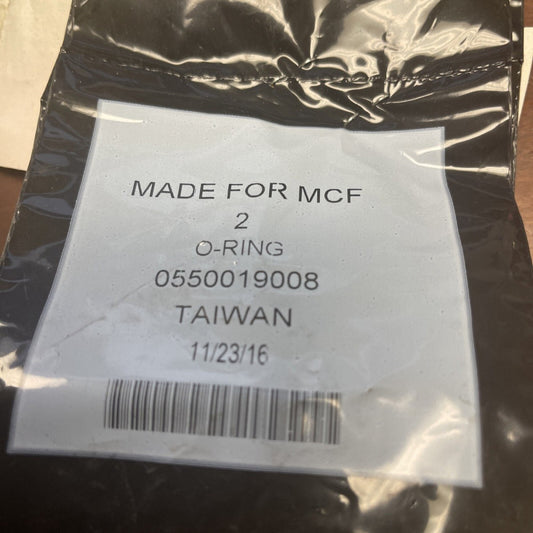 MADE FOR MCF
2
O-RING
0550019008
TAIWAN
11/23/16